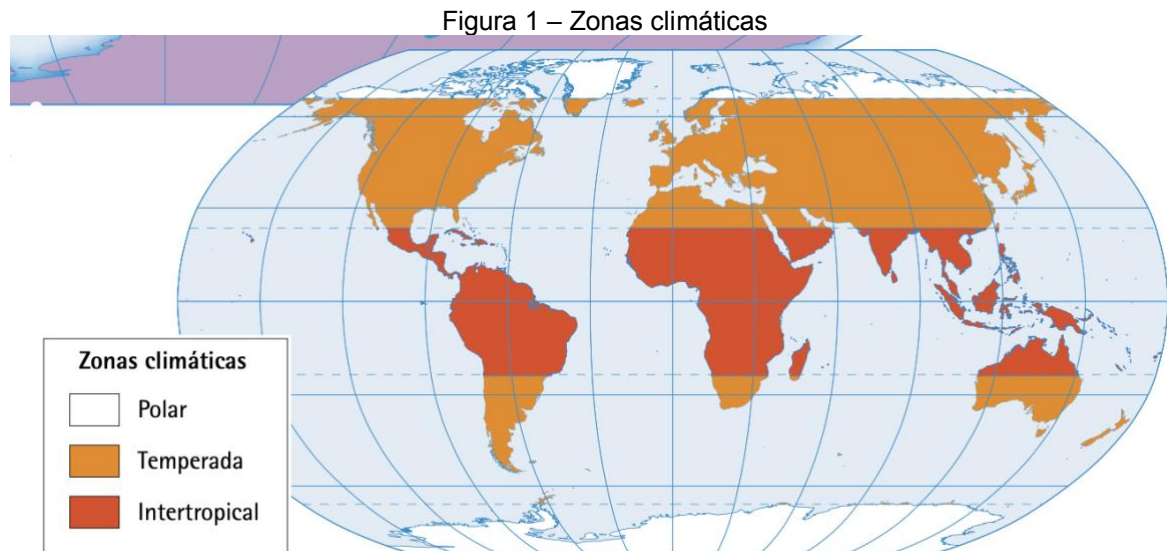 Figura 1 – Zonas climáticas
Zonas climáticas
Polar
Temperada
Intertropical